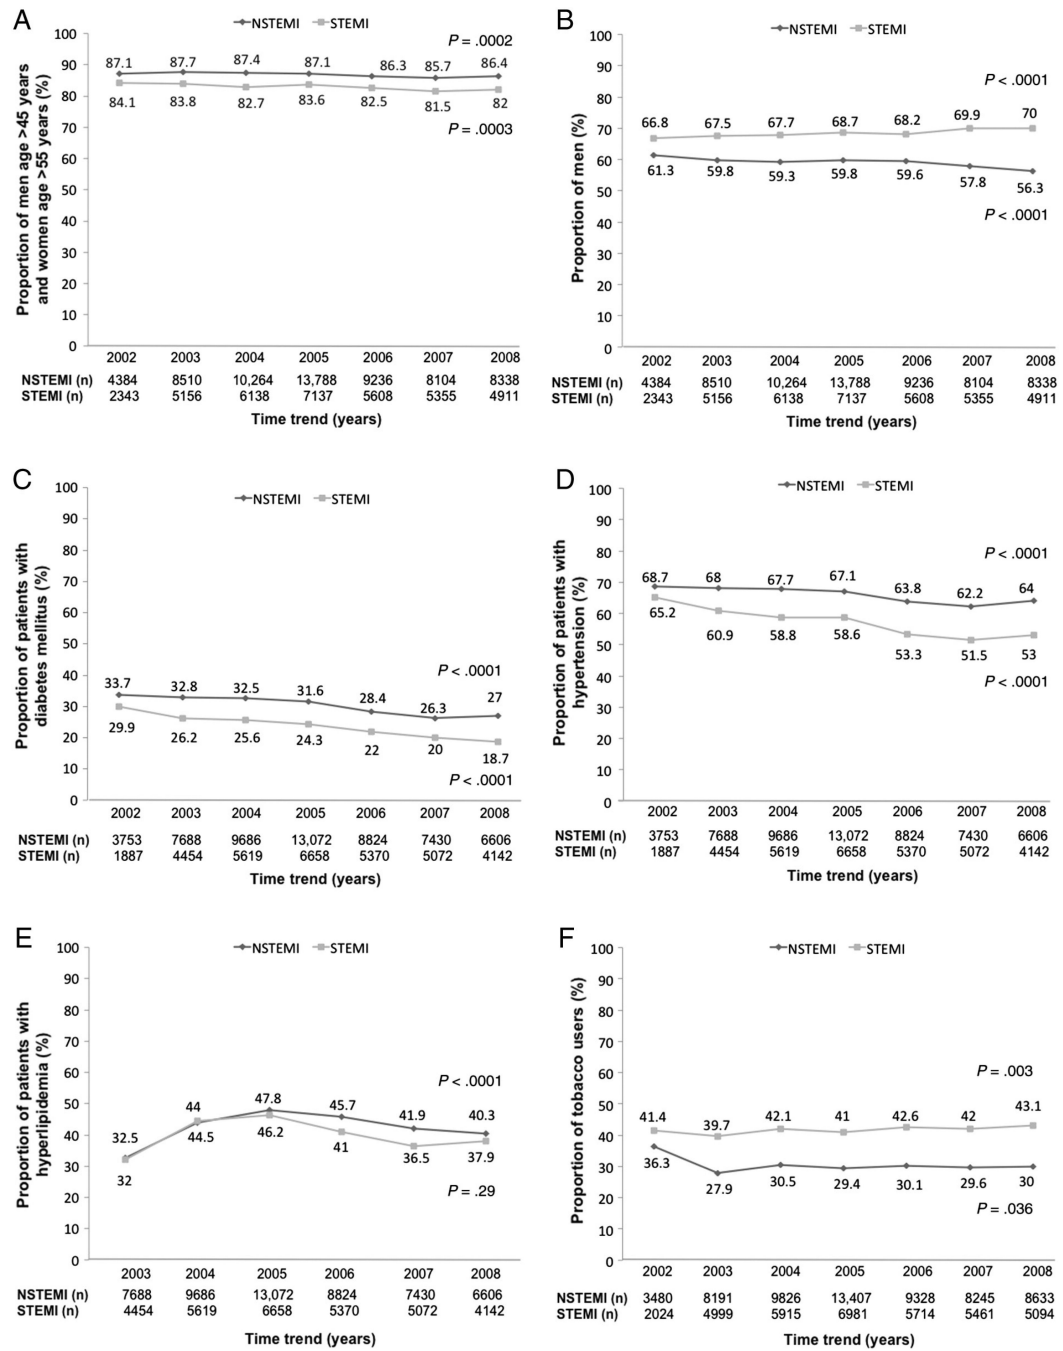 A
NSTEMI STEMI
P = .0002
100
90
80
70
60
50
40
30
20
10
0
Proportion of men age >45 years
and women age >55 years (%)
87.1 87.7 87.4 87.1 86.3 85.7 86.4
84.1 83.8 82.7 83.6 82.5 81.5 82
P = .0003
2002 2003 2004 2005 2006 2007 2008
NSTEMI (n) 4384 8510 10,264 13,788 9236 8104 8338
STEMI (n) 2343 5156 6138 7137 5608 5355 4911
Time trend (years)
B
NSTEMI STEMI
P < .0001
100
90
80
70
60
50
40
30
20
10
0
Proportion of men (%)
66.8 67.5 67.7 68.7 68.2 69.9 70
61.3 59.8 59.3 59.8 59.6 57.8 56.3
P < .0001
2002 2003 2004 2005 2006 2007 2008
NSTEMI (n) 4384 8510 10,264 13,788 9236 8104 8338
STEMI (n) 2343 5156 6138 7137 5608 5355 4911
Time trend (years)
C
NSTEMI STEMI
100
90
80
70
60
50
40
30
20
10
0
Proportion of patients with
diabetes mellitus (%)
P < .0001
33.7 32.8 32.5 31.6 28.4 26.3 27
29.9 26.2 25.6 24.3 22 20 18.7
P < .0001
2002 2003 2004 2005 2006 2007 2008
NSTEMI (n) 3753 7688 9686 13,072 8824 7430 6606
STEMI (n) 1887 4454 5619 6658 5370 5072 4142
Time trend (years)
D
NSTEMI STEMI
100
90
80
70
60
50
40
30
20
10
0
Proportion of patients with
hypertension (%)
P < .0001
68.7 68 67.7 67.1 63.8 62.2 64
65.2 60.9 58.8 58.6 53.3 51.5 53
P < .0001
2002 2003 2004 2005 2006 2007 2008
NSTEMI (n) 3753 7688 9686 13,072 8824 7430 6606
STEMI (n) 1887 4454 5619 6658 5370 5072 4142
Time trend (years)
E
NSTEMI STEMI
100
90
80
70
60
50
40
30
20
10
0
Proportion of patients with
hyperlipidemia (%)
P < .0001
32.5 44 47.8 45.7 41.9 40.3
32 44.5 46.2 41 36.5 37.9
P = .29
2003 2004 2005 2006 2007 2008
NSTEMI (n) 7688 9686 13,072 8824 7430 6606
STEMI (n) 4454 5619 6658 5370 5072 4142
Time trend (years)
F
NSTEMI STEMI
100
90
80
70
60
50
40
30
20
10
0
Proportion of tobacco users (%)
P = .003
41.4 39.7 42.1 41 42.6 42 43.1
36.3 27.9 30.5 29.4 30.1 29.6 30
P = .036
2002 2003 2004 2005 2006 2007 2008
NSTEMI (n) 3480 8191 9826 13,407 9328 8245 8633
STEMI (n) 2024 4999 5915 6981 5714 5461 5094
Time trend (years)